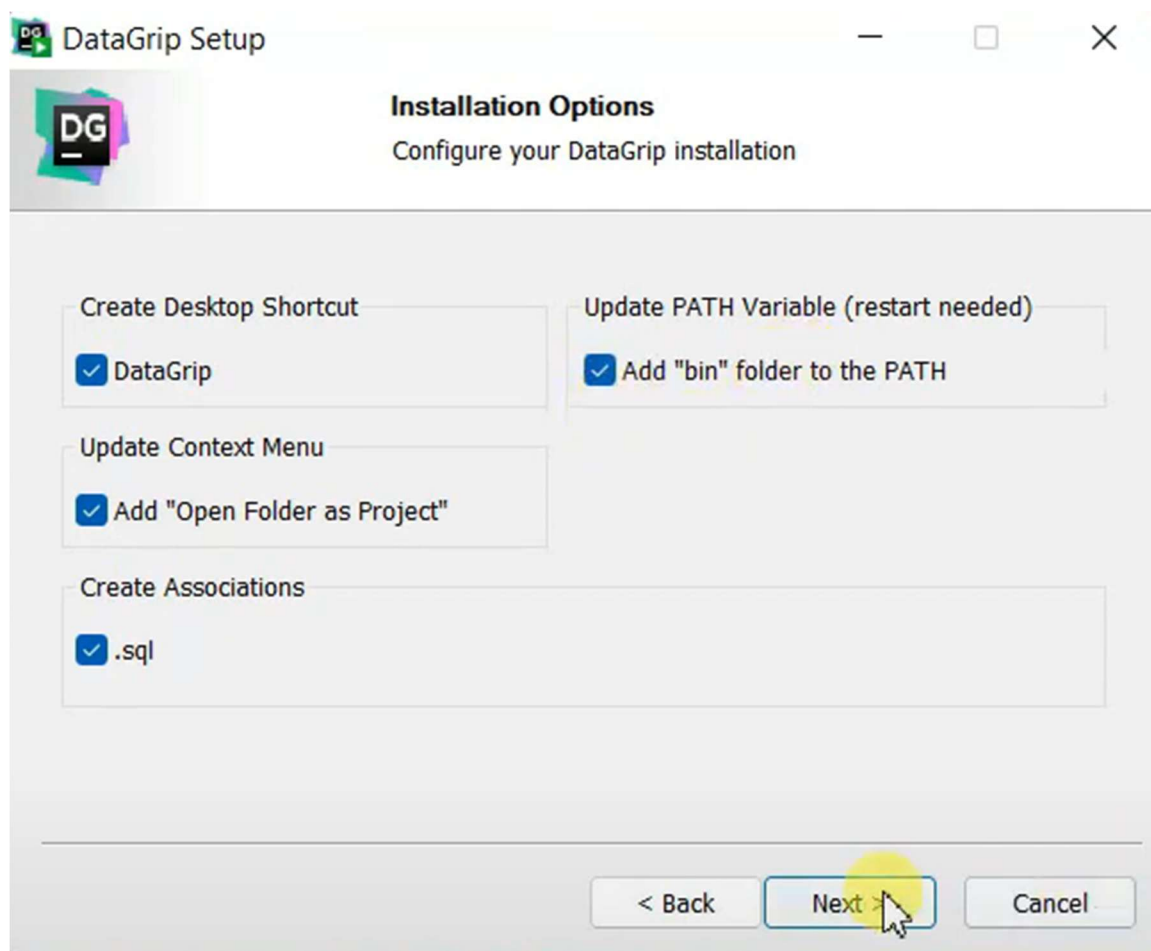 DG DataGrip Setup
DG
Installation Options
Configure your DataGrip installation
Create Desktop Shortcut
DataGrip
Update PATH Variable (restart needed)
Add "bin" folder to the PATH
Update Context Menu
Add "Open Folder as Project"
Create Associations
.sql
< Back
Next >
Cancel